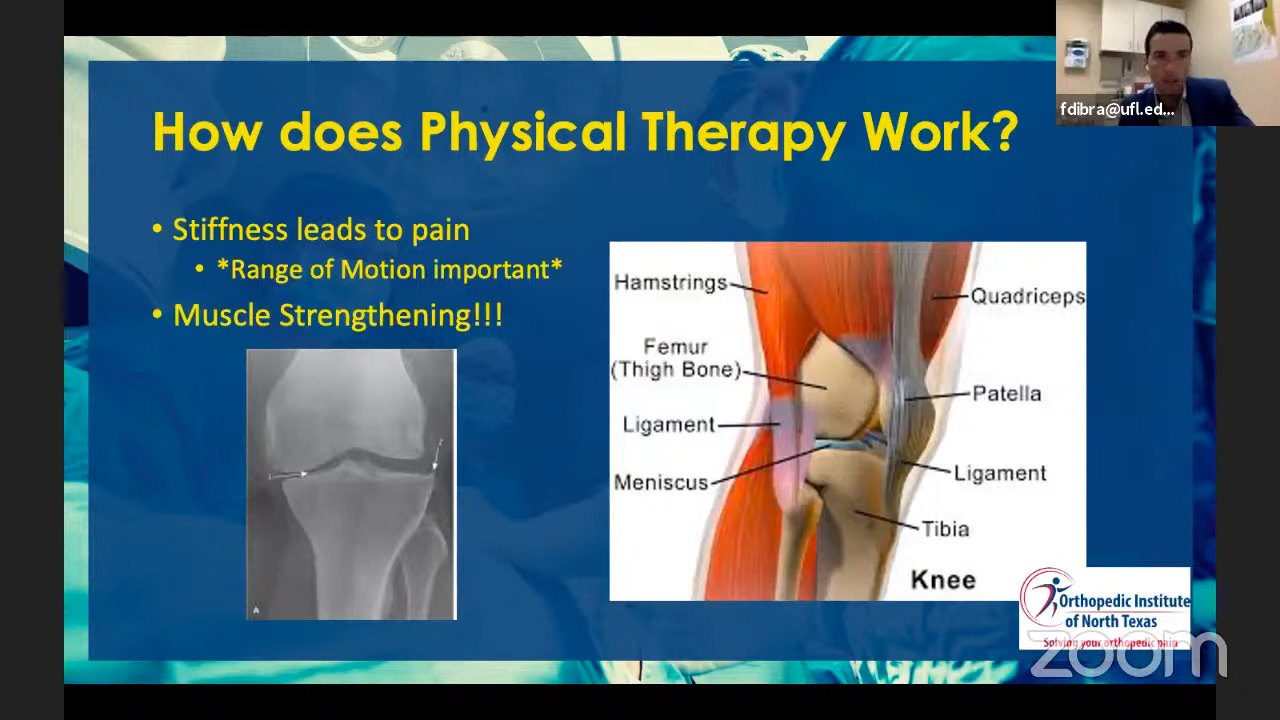 How does Physical Therapy Work?
fdibra@ufl.ed...
• Stiffness leads to pain
• *Range of Motion important*
• Muscle Strengthening!!!
Hamstrings
Quadriceps
Femur
(Thigh Bone)
Patella
Ligament
Ligament
Meniscus
Tibia
Knee
A
Orthopedic Institute
of North Texas
Solving your orthopedic pain
zoom